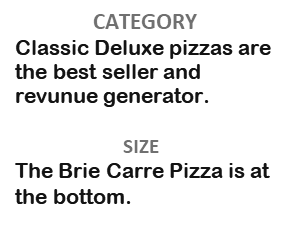 CATEGORY
Classic Deluxe pizzas are
the best seller and
revunue generator.
SIZE
The Brie Carre Pizza is at
the bottom.